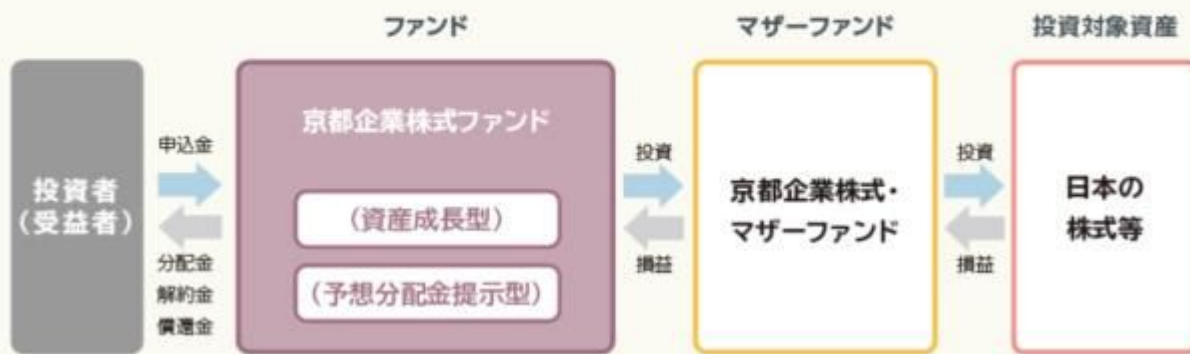 ファンド
マザーファンド
投資対象資産
投資者
（受益者）
申込金
分配金
解約金
償還金
京都企業株式ファンド
（資産成長型）
（予想分配金提示型）
投資
損益
京都企業株式・
マザーファンド
投資
損益
日本の
株式等